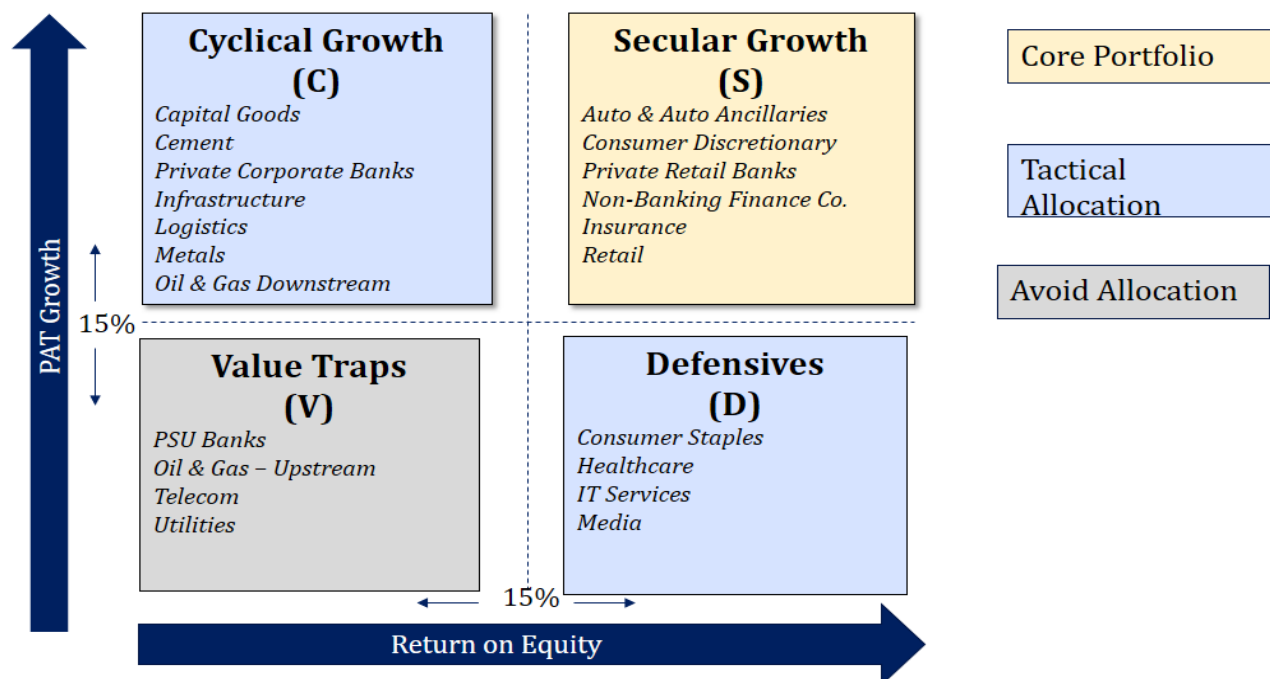 PAT Growth
15%
Cyclical Growth
(C)
Capital Goods
Cement
Private Corporate Banks
Infrastructure
Logistics
Metals
Oil & Gas Downstream
Secular Growth
(S)
Auto & Auto Ancillaries
Consumer Discretionary
Private Retail Banks
Non-Banking Finance Co.
Insurance
Retail
Value Traps
(V)
PSU Banks
Oil & Gas – Upstream
Telecom
Utilities
Defensives
(D)
Consumer Staples
Healthcare
IT Services
Media
15%
Return on Equity
Core Portfolio
Tactical
Allocation
Avoid Allocation